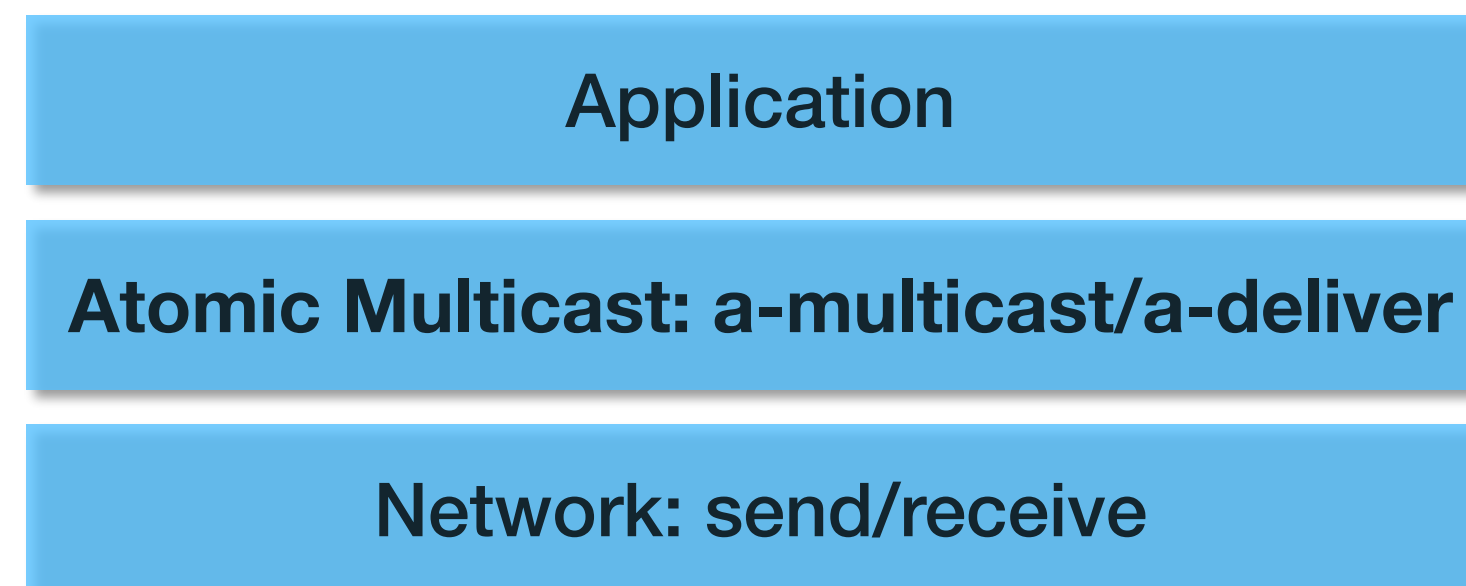 Application
Atomic Multicast: a-multicast/a-deliver
Network: send/receive